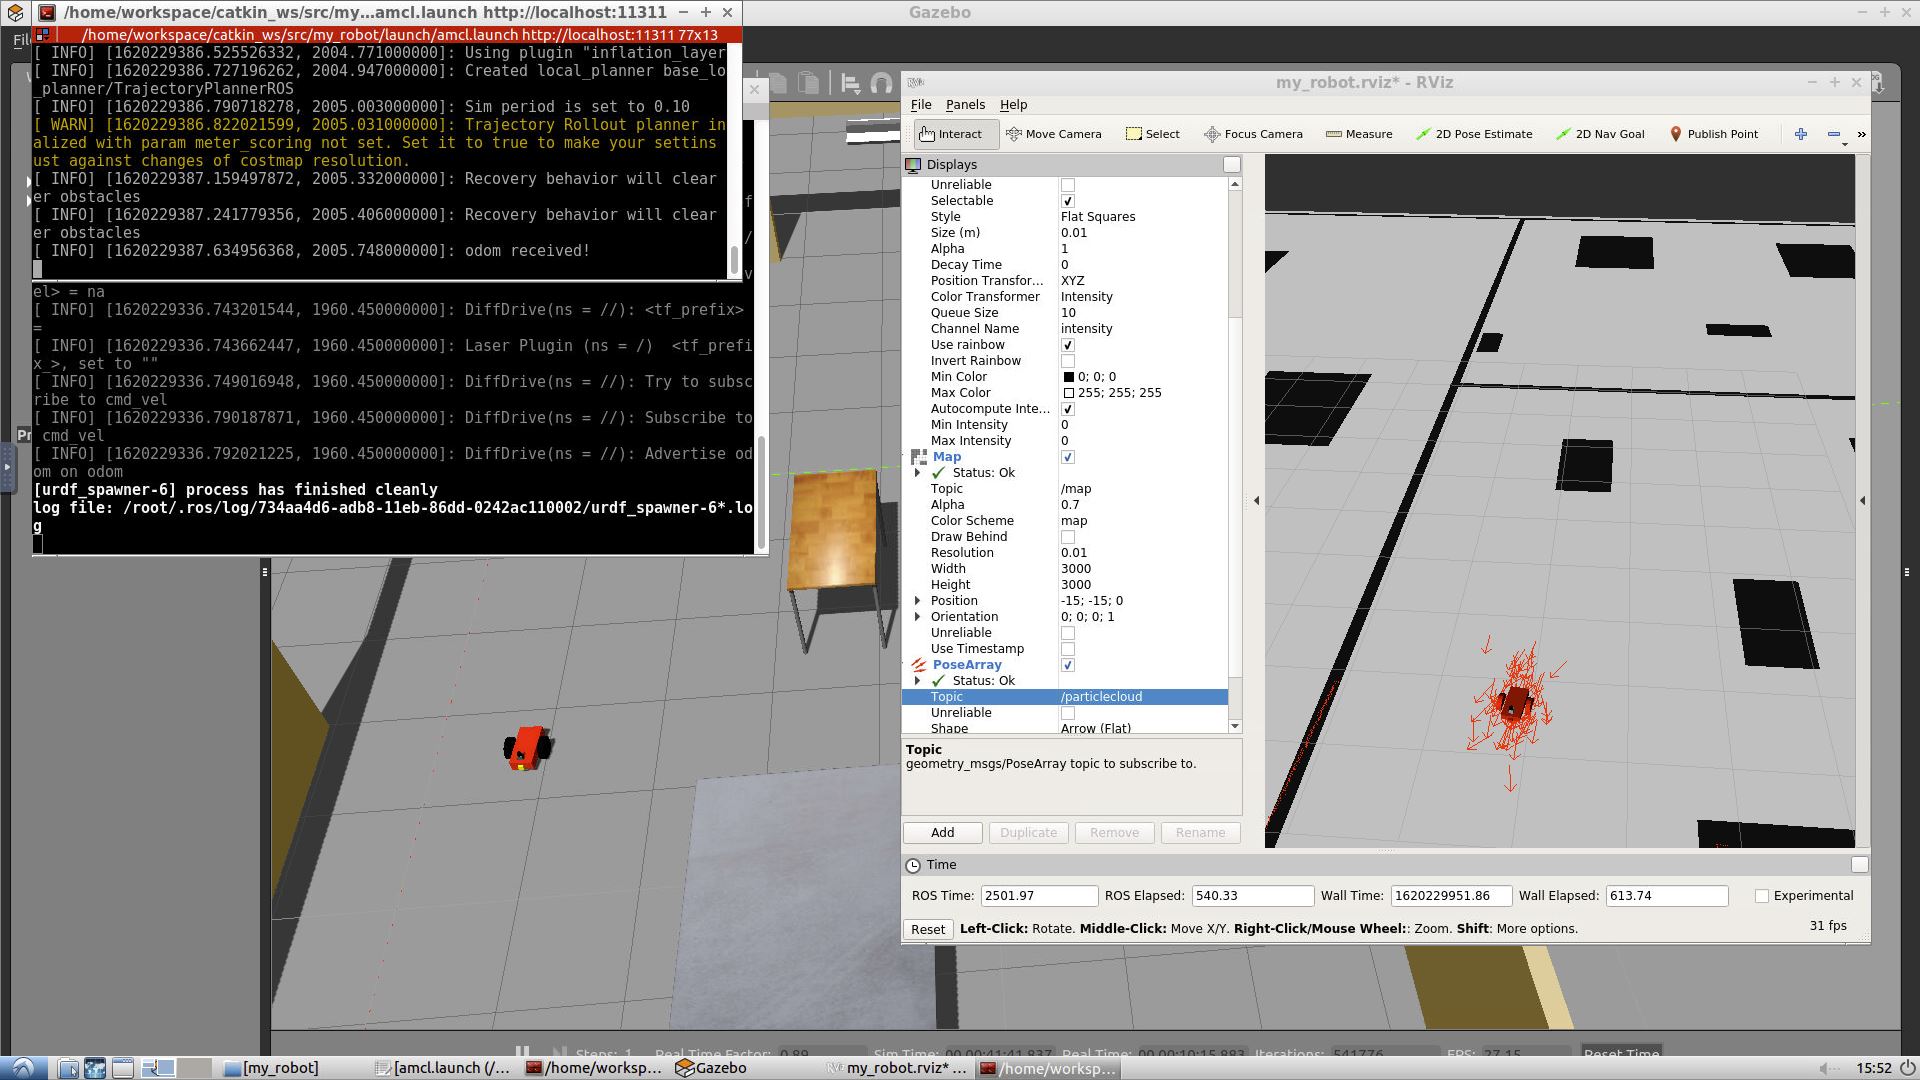 /home/workspace/catkin_ws/src/my...amcl.launch http://localhost:11311
Gazebo
/home/workspace/catkin_ws/src/my_robot/launch/amcl.launch http://localhost:11311 77x13
[ INFO] [1620229386.525526332, 2004.771000000]: Using plugin "inflation_layer
[ INFO] [1620229386.727196262, 2004.947000000]: Created local_planner base_lo
_planner/TrajectoryPlannerROS
[ INFO] [1620229386.790718278, 2005.003000000]: Sim period is set to 0.10
[ WARN] [1620229386.822021599, 2005.031000000]: Trajectory Rollout planner in
alized with param meter_scoring not set. Set it to true to make your settins
ust against changes of costmap resolution.
[ INFO] [1620229387.159497872, 2005.332000000]: Recovery behavior will clear
er obstacles
[ INFO] [1620229387.241779356, 2005.406000000]: Recovery behavior will clear
er obstacles
[ INFO] [1620229387.634956368, 2005.748000000]: odom received!
el> = na
[ INFO] [1620229336.743201544, 1960.450000000]: DiffDrive(ns = //): <tf_prefix>
=
[ INFO] [1620229336.743662447, 1960.450000000]: Laser Plugin (ns = /)  <tf_prefi
x_>, set to ""
[ INFO] [1620229336.749016948, 1960.450000000]: DiffDrive(ns = //): Try to subsc
ribe to cmd_vel
[ INFO] [1620229336.790187871, 1960.450000000]: DiffDrive(ns = //): Subscribe to
cmd_vel
[ INFO] [1620229336.792021225, 1960.450000000]: DiffDrive(ns = //): Advertise od
om on odom
[urdf_spawner-6] process has finished cleanly
log file: /root/.ros/log/734aa4d6-adb8-11eb-86dd-0242ac110002/urdf_spawner-6*.lo
g
my_robot.rviz* - RViz
File Panels Help
Interact Move Camera Select Focus Camera Measure 2D Pose Estimate 2D Nav Goal Publish Point »
Displays
Unreliable
Selectable
Style Flat Squares
Size (m) 0.01
Alpha 1
Decay Time 0
Position Transfor... XYZ
Color Transformer Intensity
Queue Size 10
Channel Name intensity
Use rainbow
Invert Rainbow
Min Color 0; 0; 0
Max Color 255; 255; 255
Autocompute Inte...
Min Intensity 0
Max Intensity 0
Map
Status: Ok
Topic /map
Alpha 0.7
Color Scheme map
Draw Behind
Resolution 0.01
Width 3000
Height 3000
Position -15; -15; 0
Orientation 0; 0; 0; 1
Unreliable
Use Timestamp
PoseArray
Status: Ok
Topic /particlecloud
Unreliable
Shape Arrow (Flat)
Topic
geometry_msgs/PoseArray topic to subscribe to.
Add Duplicate Remove Rename
Time
ROS Time: 2501.97 ROS Elapsed: 540.33 Wall Time: 1620229951.86 Wall Elapsed: 613.74 Experimental
Reset Left-Click: Rotate. Middle-Click: Move X/Y. Right-Click/Mouse Wheel:: Zoom. Shift: More options. 31 fps
Steps: 1 Real Time Factor: 0.89 Sim Time: 00 00:41:41.837 Real Time: 00 00:10:15.883 Iterations: 541776 FPS: 27.15 Reset Time
[my_robot] [amcl.launch (/... /home/worksp... Gazebo my_robot.rviz* ... /home/worksp... 15:52